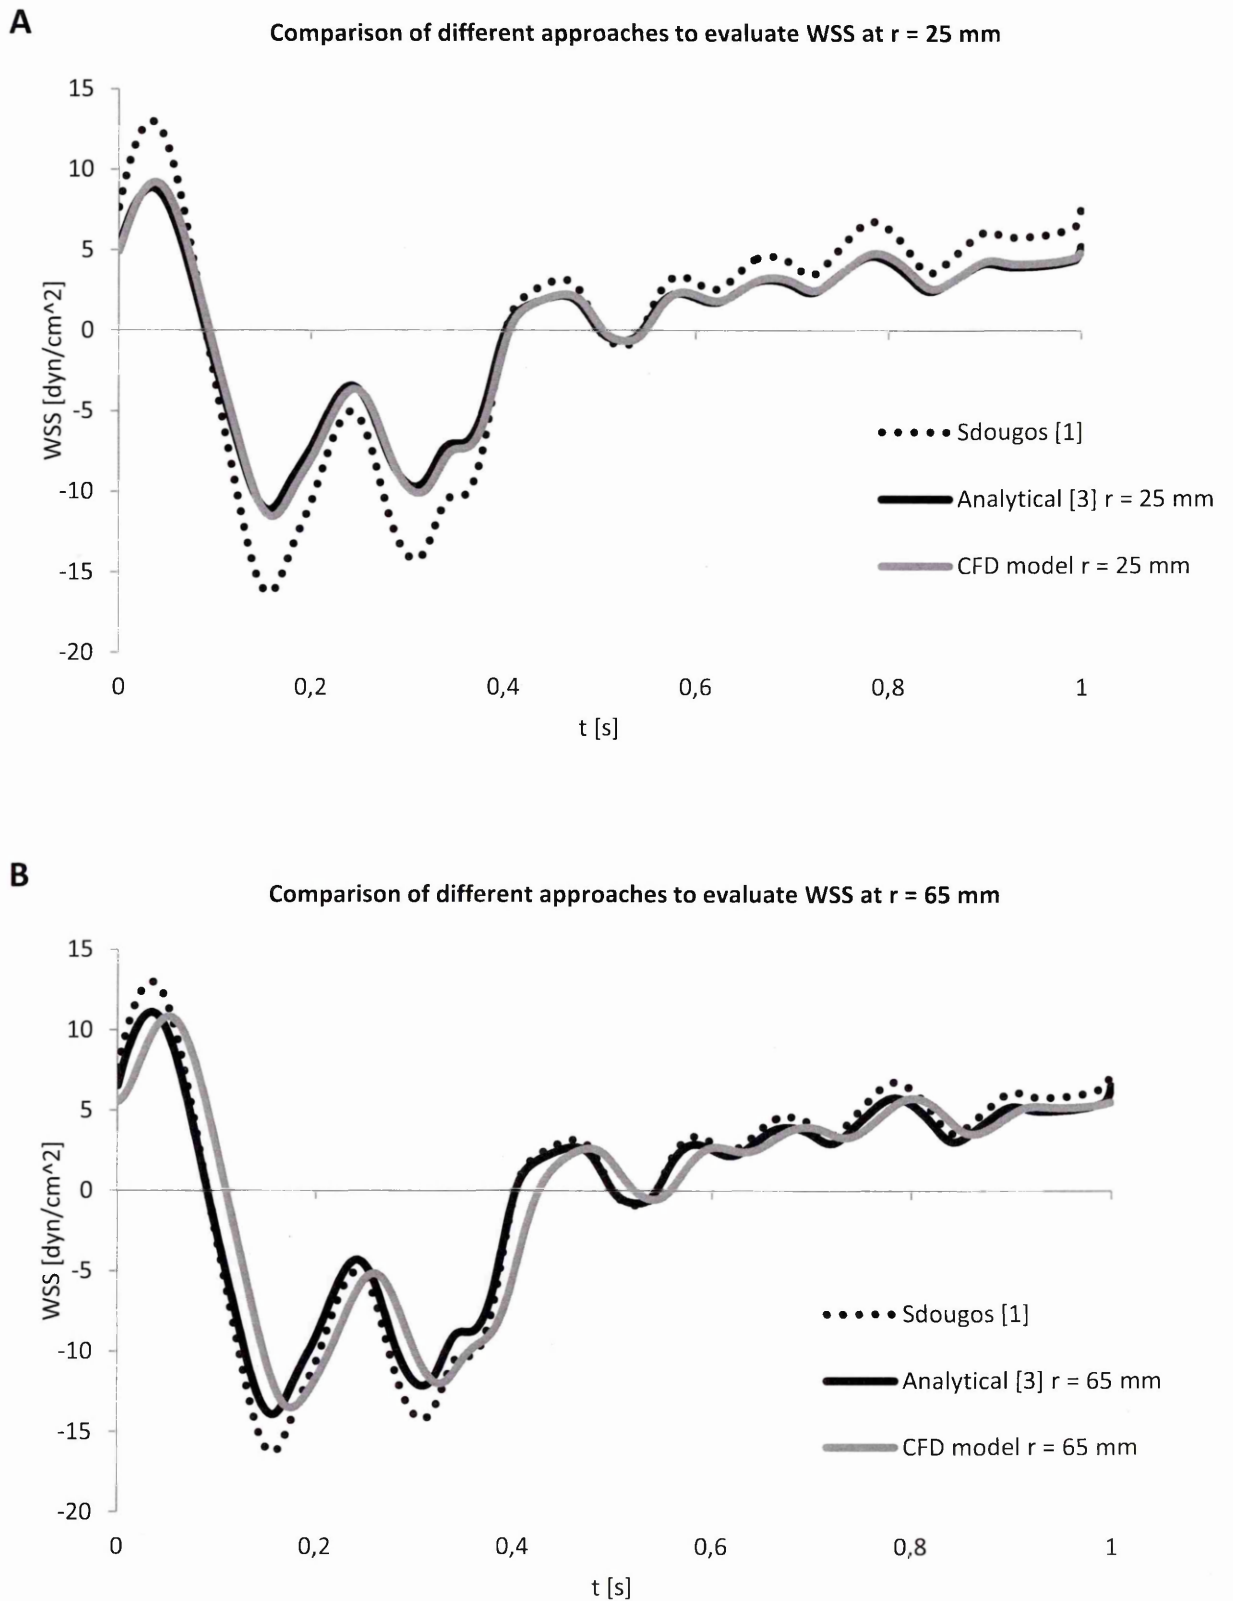 A
Comparison of different approaches to evaluate WSS at r = 25 mm
15
10
5
0
-5
-10
-15
-20
WSS [dyn/cm^2]
0 0,2 0,4 0,6 0,8 1
t [s]
Sdougos [1]
Analytical [3] r = 25 mm
CFD model r = 25 mm
B
Comparison of different approaches to evaluate WSS at r = 65 mm
15
10
5
0
-5
-10
-15
-20
WSS [dyn/cm^2]
0 0,2 0,4 0,6 0,8 1
t [s]
Sdougos [1]
Analytical [3] r = 65 mm
CFD model r = 65 mm